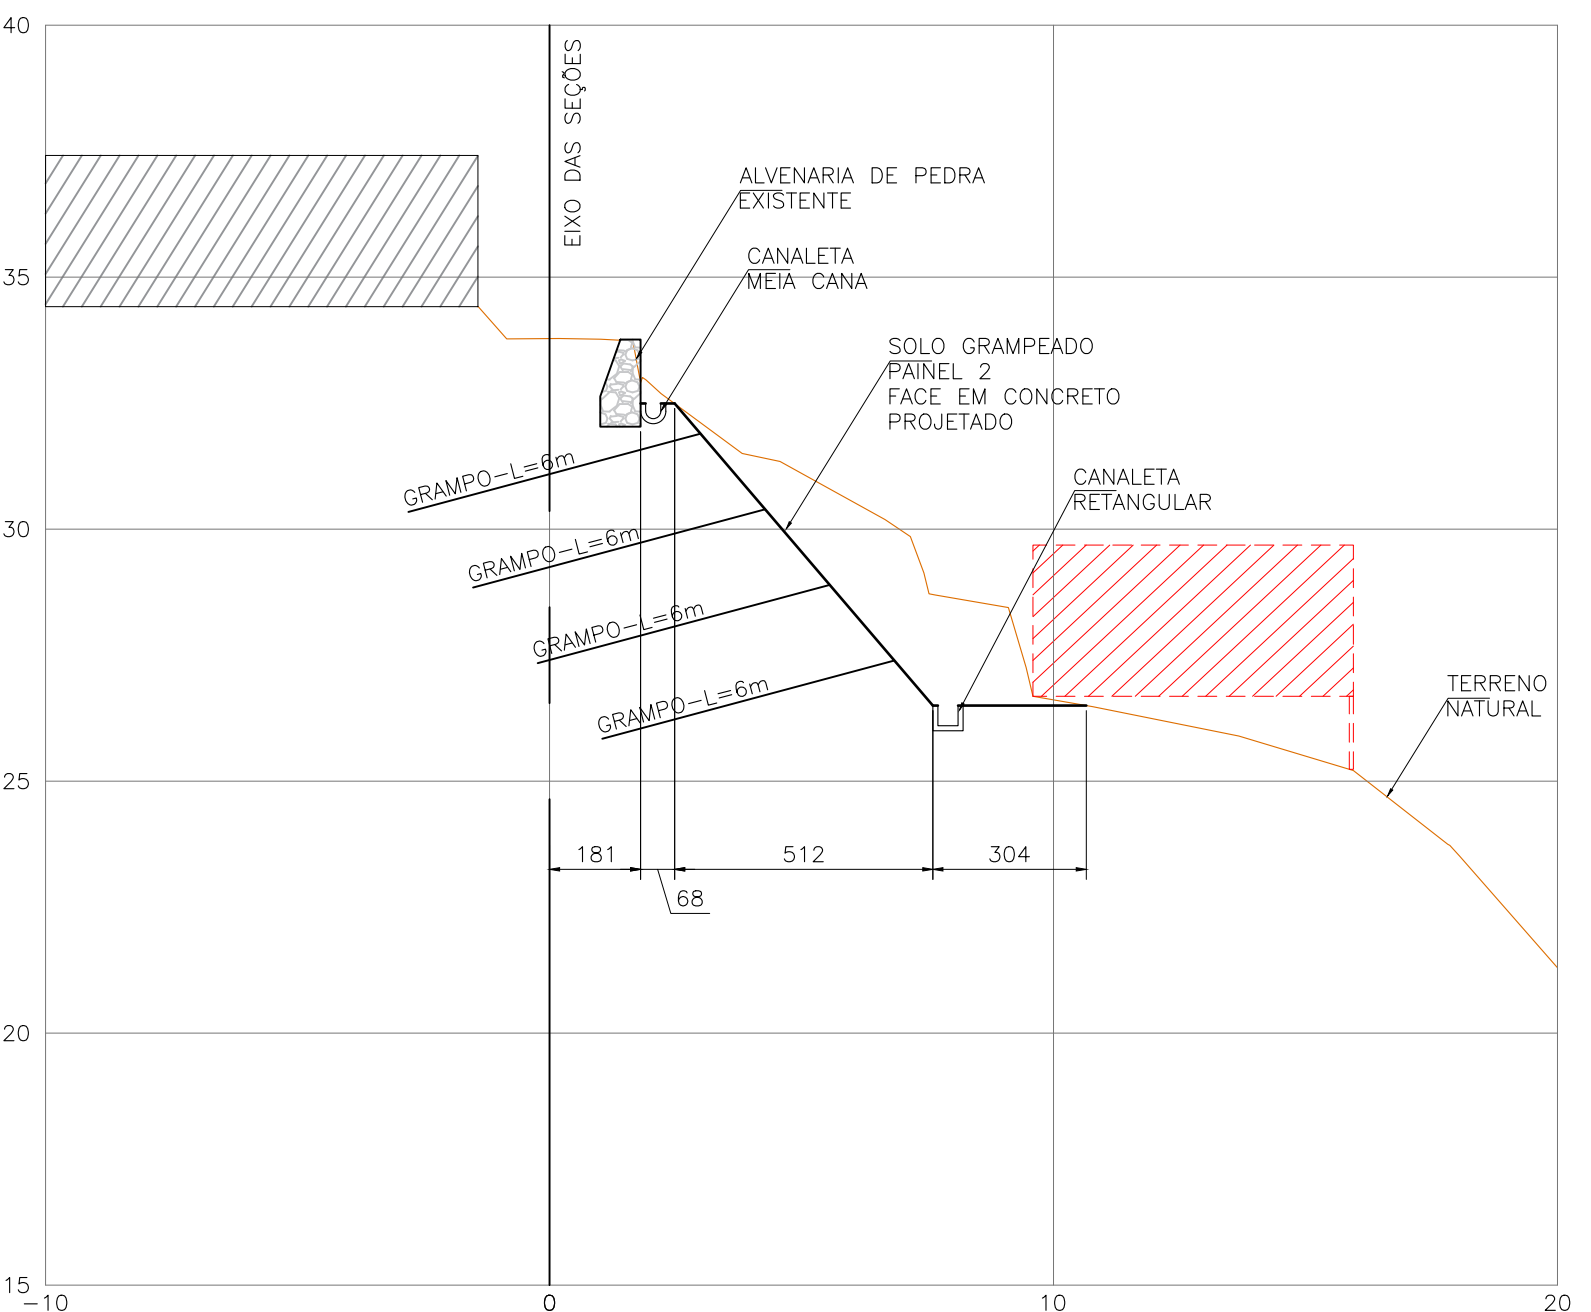 40
EIXO DAS SEÇÕES
ALVENARIA DE PEDRA
EXISTENTE
CANALETA
MEIA CANA
35
SOLO GRAMPEADO
PAINEL 2
FACE EM CONCRETO
PROJETADO
GRAMPO-L=6m
CANALETA
RETANGULAR
30
GRAMPO-L=6m
GRAMPO-L=6m
GRAMPO-L=6m
TERRENO
NATURAL
25
181
512
304
68
20
15
-10
0
10
20